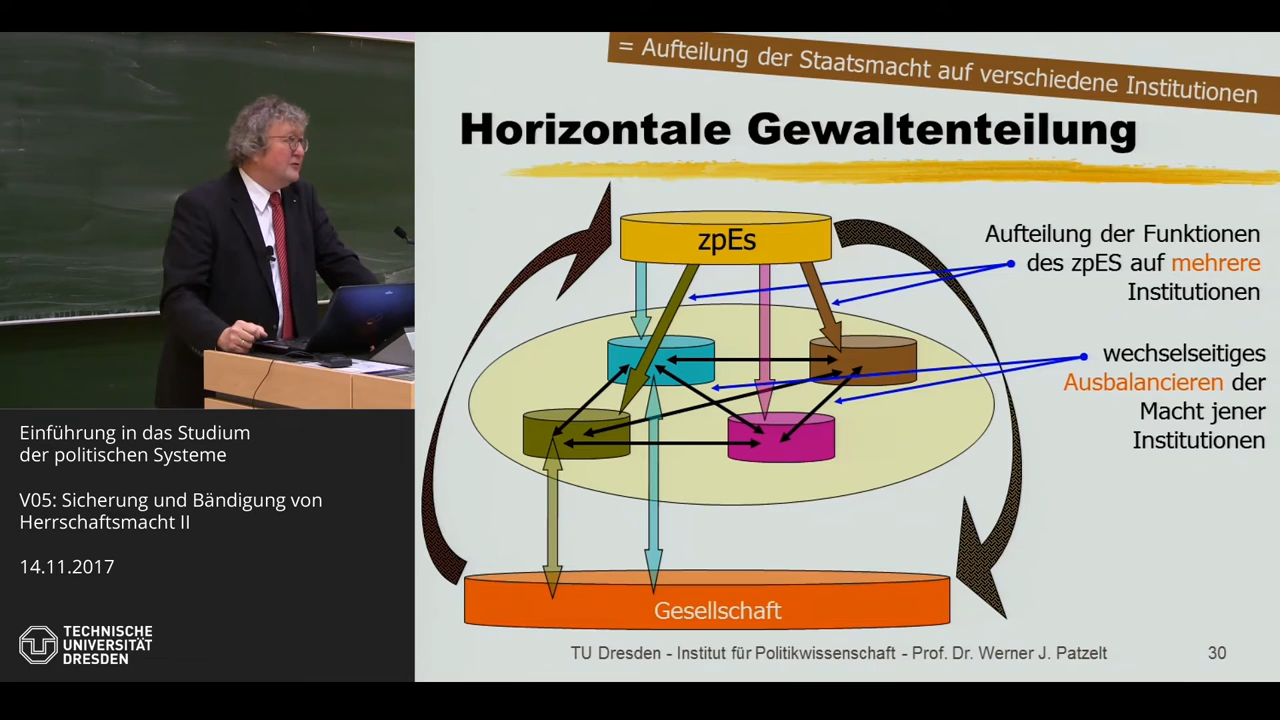 = Aufteilung der Staatsmacht auf verschiedene Institutionen
Horizontale Gewaltenteilung
zpEs
Aufteilung der Funktionen
des zpES auf mehrere
Institutionen
wechselseitiges
Ausbalancieren der
Macht jener
Institutionen
Gesellschaft
TU Dresden - Institut für Politikwissenschaft - Prof. Dr. Werner J. Patzelt
30
Einführung in das Studium
der politischen Systeme
V05: Sicherung und Bändigung von
Herrschaftsmacht II
14.11.2017
TECHNISCHE
UNIVERSITÄT
DRESDEN